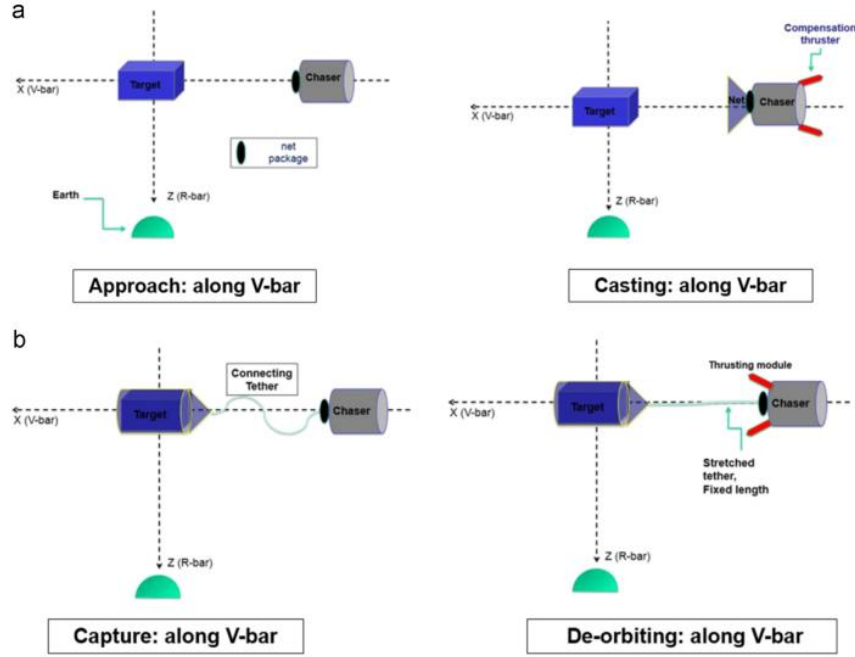 a
Target
Chaser
X (V-bar)
net
package
Z (R-bar)
Earth
Approach: along V-bar
Compensation
thruster
Net
Chaser
Target
X (V-bar)
Z (R-bar)
Casting: along V-bar
b
Connecting
Tether
Target
Chaser
X (V-bar)
Z (R-bar)
Capture: along V-bar
Thrusting module
Target
Chaser
X (V-bar)
Stretched
tether,
Fixed length
Z (R-bar)
De-orbiting: along V-bar